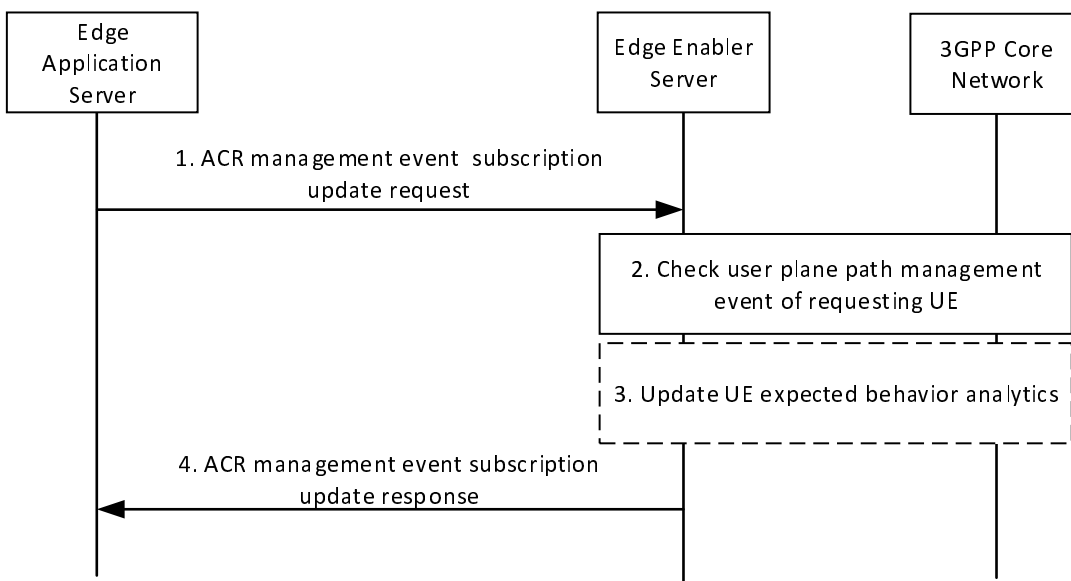 Edge
Application
Server
Edge Enabler
Server
3GPP Core
Network
1. ACR management event subscription
update request
2. Check user plane path management
event of requesting UE
3. Update UE expected behavior analytics
4. ACR management event subscription
update response